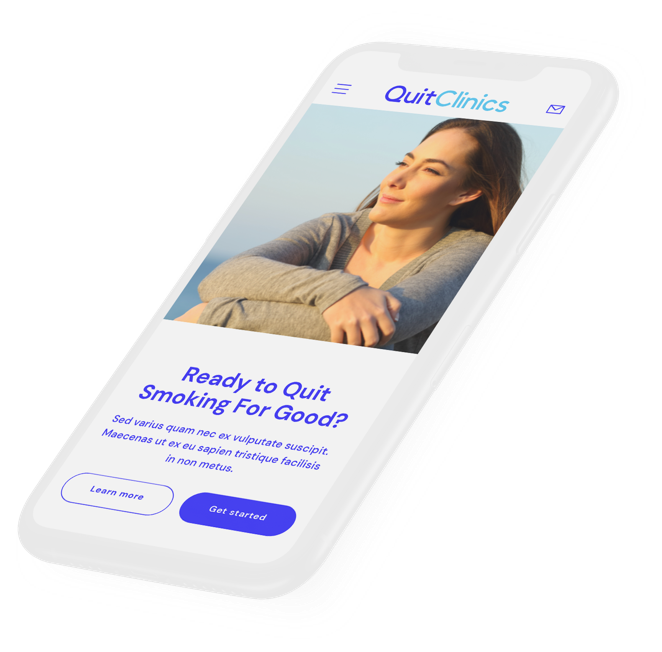 QuitClinics
Ready to Quit
Smoking For Good?
Sed varius quam nec ex vulputate suscipit.
Maecenas ut ex eu sapien tristique facilisis
in non metus.
Learn more
Get started